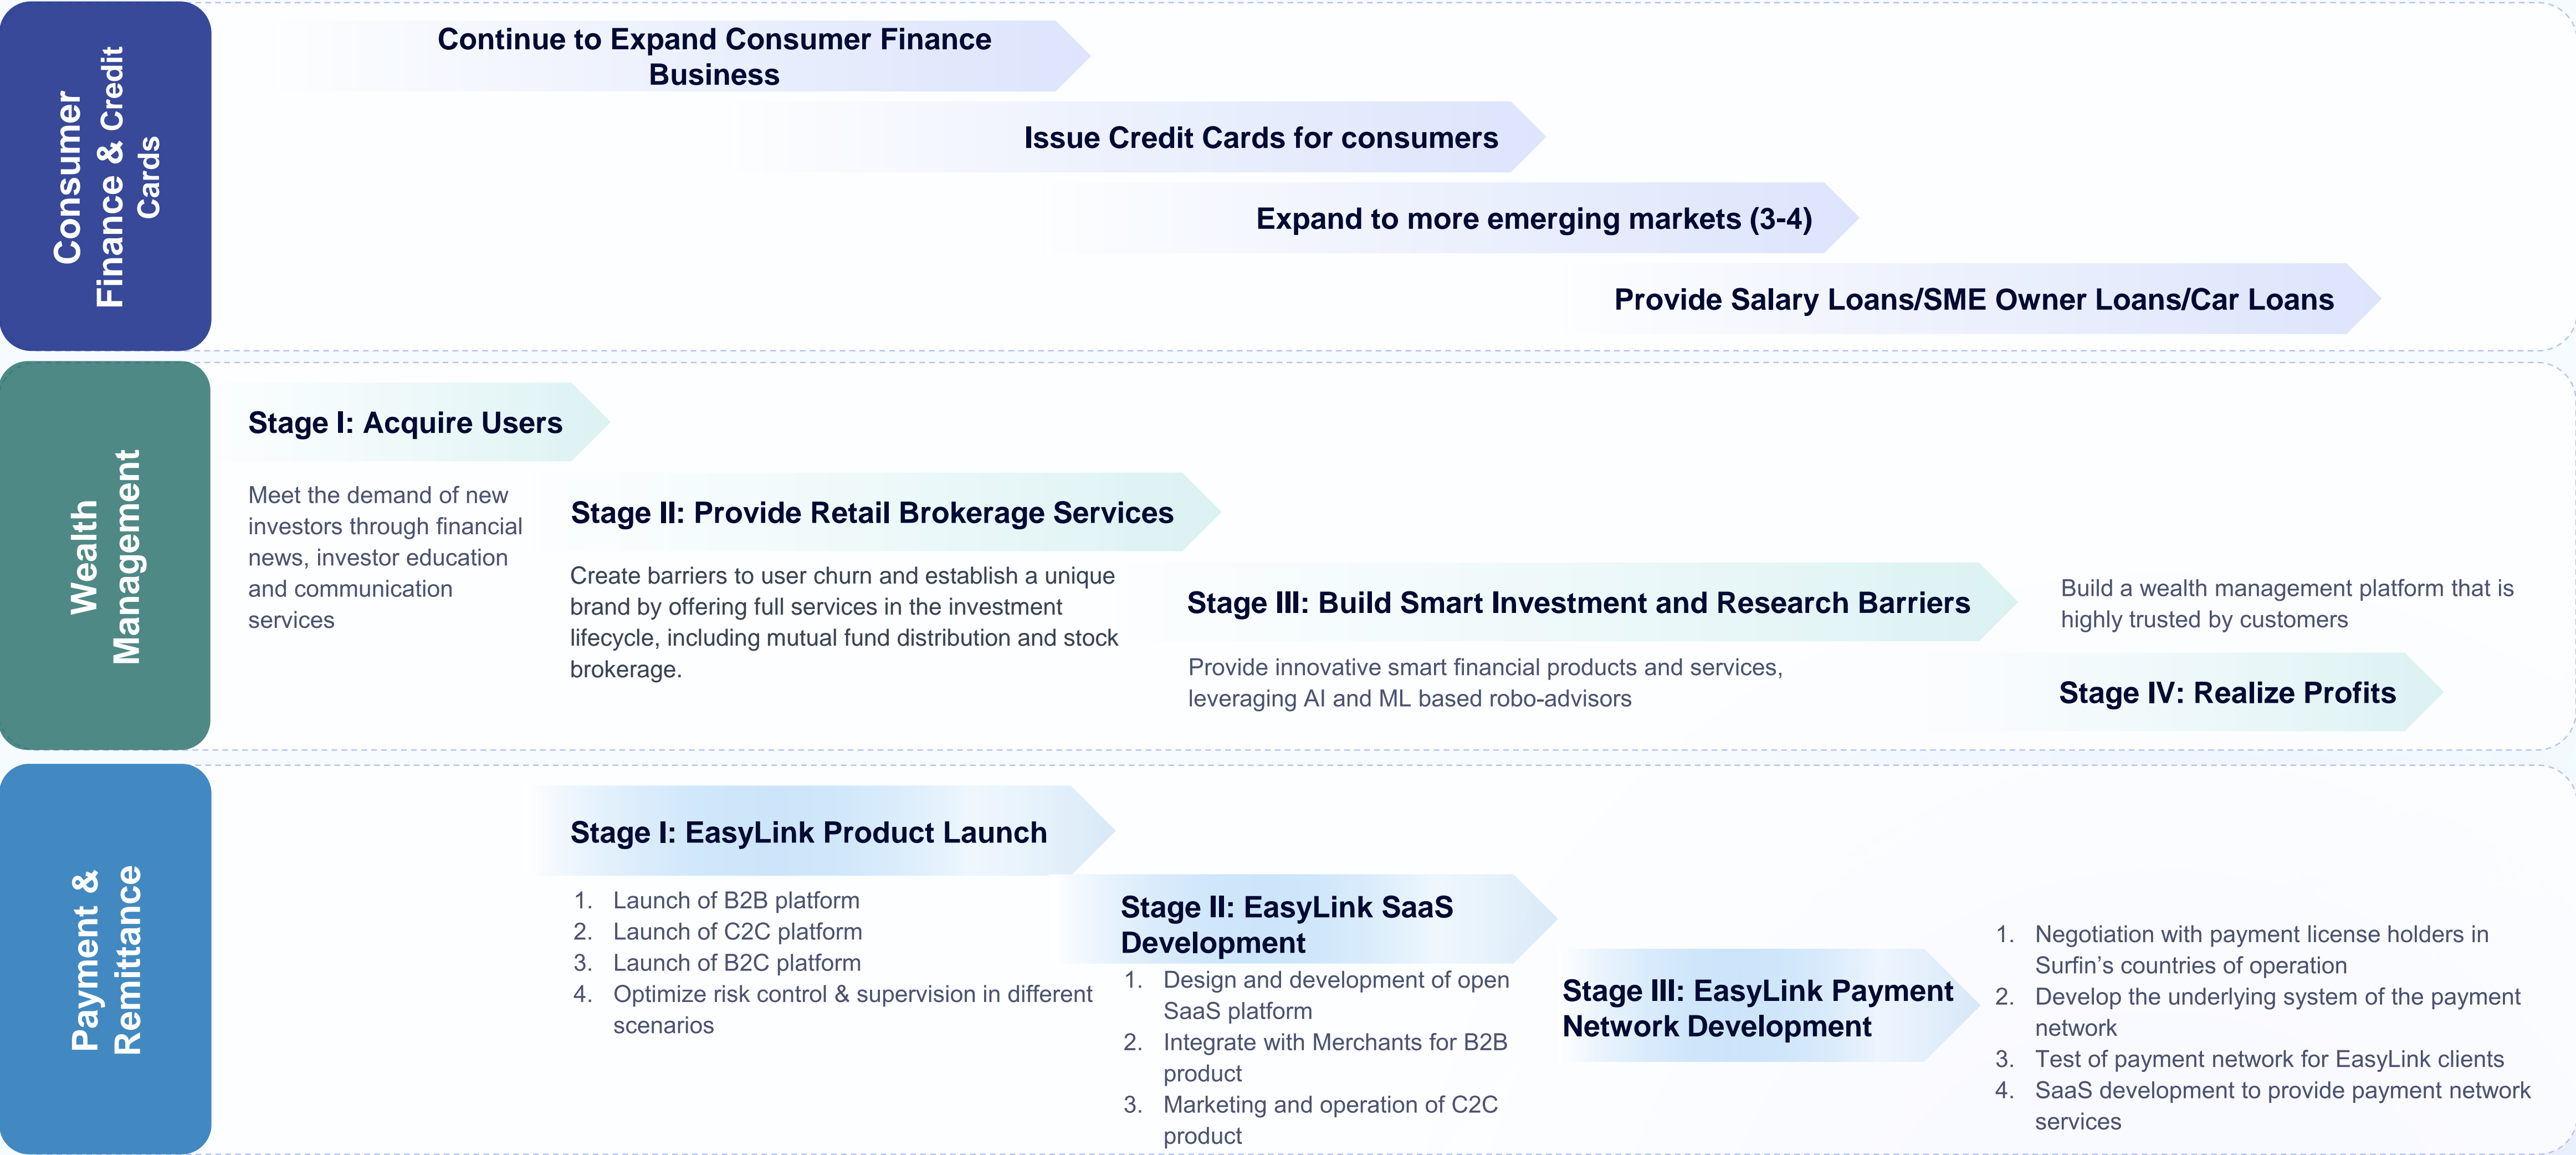 Consumer
Finance & Credit
Cards
Continue to Expand Consumer Finance
Business
Issue Credit Cards for consumers
Expand to more emerging markets (3-4)
Provide Salary Loans/SME Owner Loans/Car Loans
Wealth
Management
Stage I: Acquire Users
Meet the demand of new
investors through financial
news, investor education
and communication
services
Stage II: Provide Retail Brokerage Services
Create barriers to user churn and establish a unique
brand by offering full services in the investment
lifecycle, including mutual fund distribution and stock
brokerage.
Stage III: Build Smart Investment and Research Barriers
Provide innovative smart financial products and services,
leveraging AI and ML based robo-advisors
Build a wealth management platform that is
highly trusted by customers
Stage IV: Realize Profits
Payment &
Remittance
Stage I: EasyLink Product Launch
1. Launch of B2B platform
2. Launch of C2C platform
3. Launch of B2C platform
4. Optimize risk control & supervision in different
scenarios
Stage II: EasyLink SaaS
Development
1. Design and development of open
SaaS platform
2. Integrate with Merchants for B2B
product
3. Marketing and operation of C2C
product
Stage III: EasyLink Payment
Network Development
1. Negotiation with payment license holders in
Surfin’s countries of operation
2. Develop the underlying system of the payment
network
3. Test of payment network for EasyLink clients
4. SaaS development to provide payment network
services